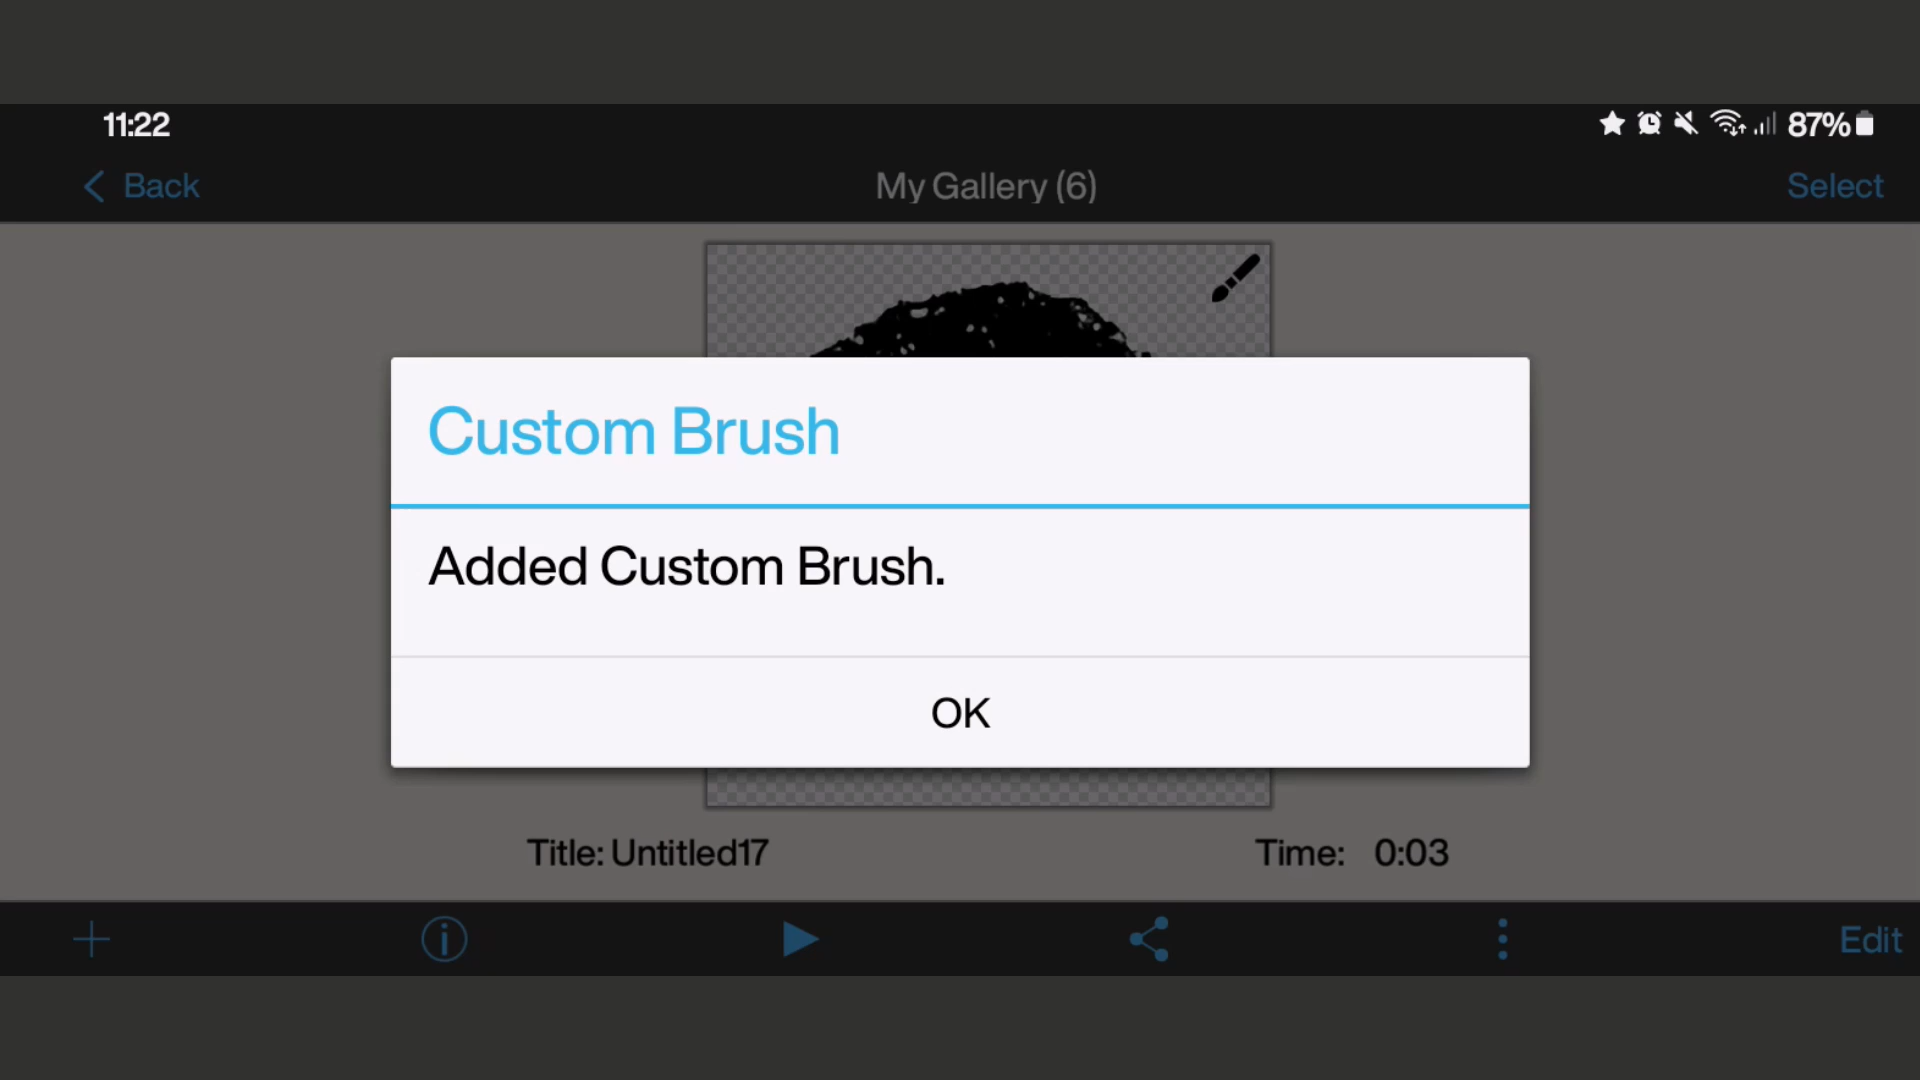 11:22
87%
Back
My Gallery (6)
Select
Custom Brush
Added Custom Brush.
OK
Title: Untitled17
Time: 0:03
Edit